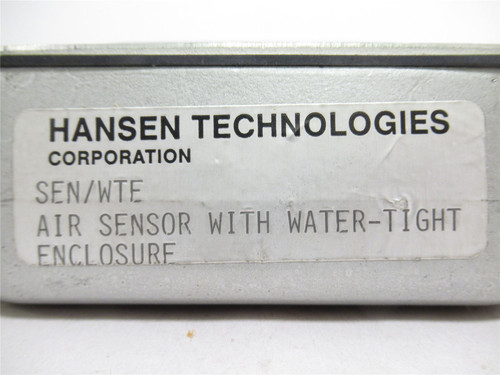 HANSEN TECHNOLOGIES
CORPORATION
SEN/WTE
AIR SENSOR WITH WATER-TIGHT
ENCLOSURE